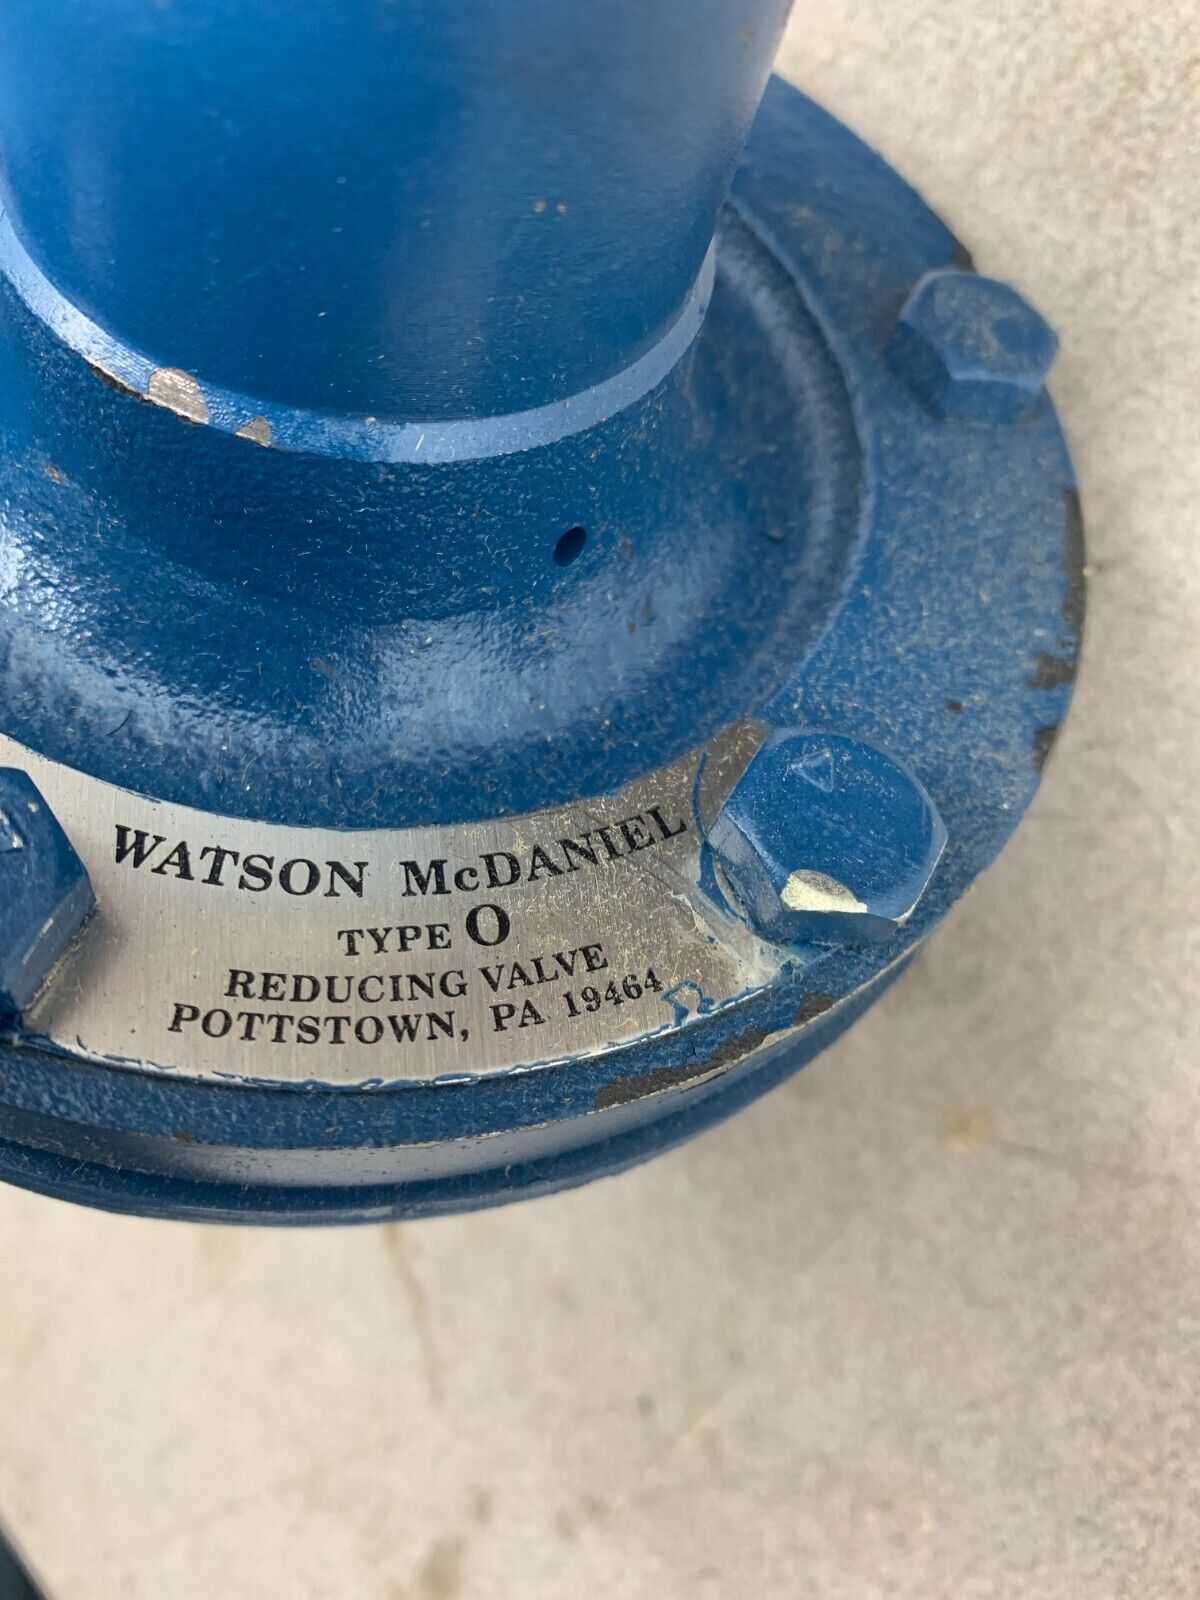 WATSON McDANIEL
TYPE O
REDUCING VALVE
POTTSTOWN, PA 19464